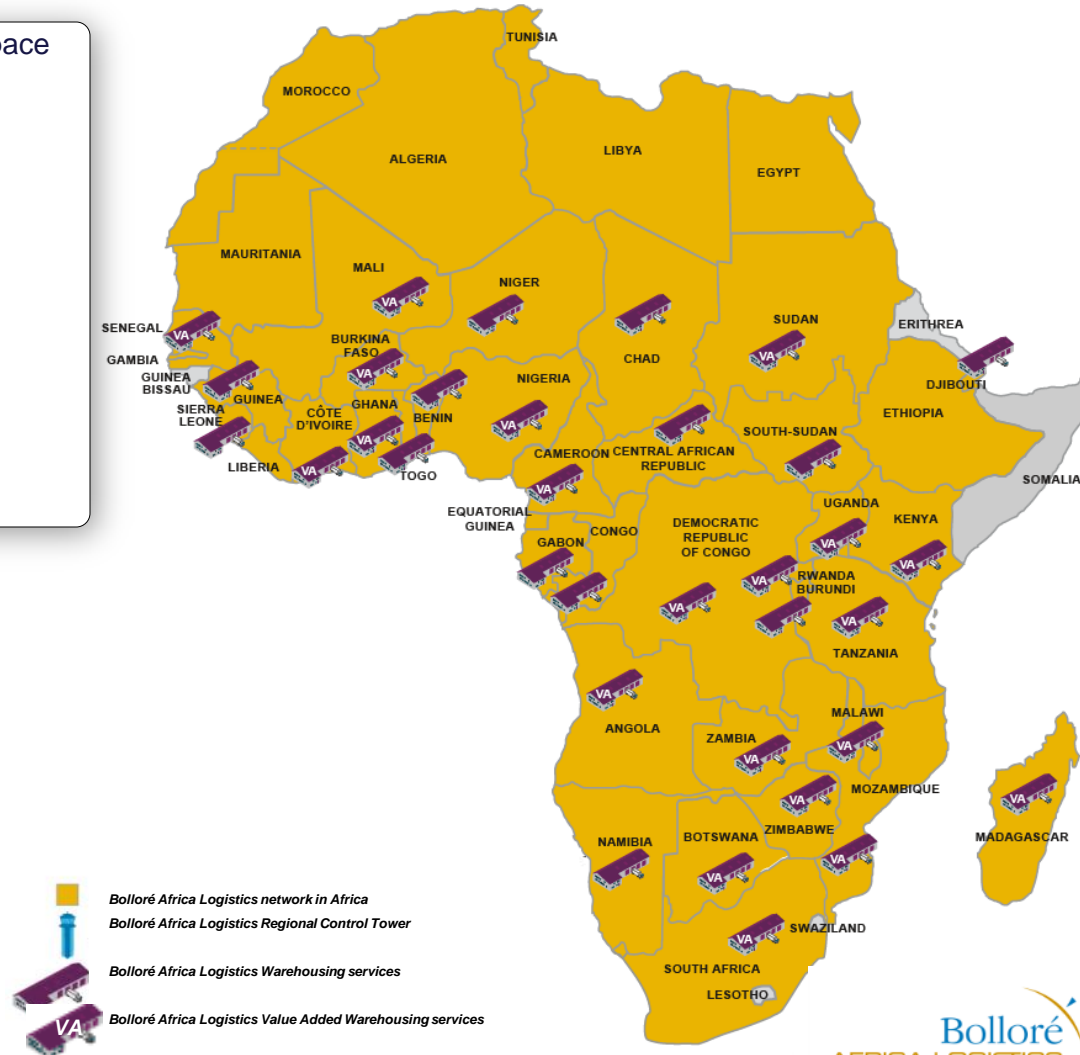 pace
TUNISIA
MOROCCO
ALGERIA
LIBYA
EGYPT
MAURITANIA
MALI
VA
NIGER
CHAD
SUDAN
VA
ERITHREA
SENEGAL
VA
GAMBIA
GUINEA
BISSAU
BURKINA
FASO
VA
NIGERIA
VA
DJIBOUTI
ETHIOPIA
SOMALIA
GUINEA
SIERRA
LEONE
CÔTE
D'IVOIRE
VA
GHANA
VA
BENIN
TOGO
LIBERIA
CAMEROON
VA
CENTRAL AFRICAN
REPUBLIC
SOUTH-SUDAN
EQUATORIAL
GUINEA
GABON
CONGO
DEMOCRATIC
REPUBLIC
OF CONGO
VA
UGANDA
VA
KENYA
VA
VA
RWANDA
BURUNDI
VA
TANZANIA
VA
ANGOLA
ZAMBIA
VA
MALAWI
VA
MOZAMBIQUE
VA
ZIMBABWE
VA
VA
MADAGASCAR
NAMIBIA
BOTSWANA
VA
VA
SWAZILAND
SOUTH AFRICA
LESOTHO
Bolloré Africa Logistics network in Africa
Bolloré Africa Logistics Regional Control Tower
Bolloré Africa Logistics Warehousing services
VA
Bolloré Africa Logistics Value Added Warehousing services
Bolloré
AFRICA LOGISTICS